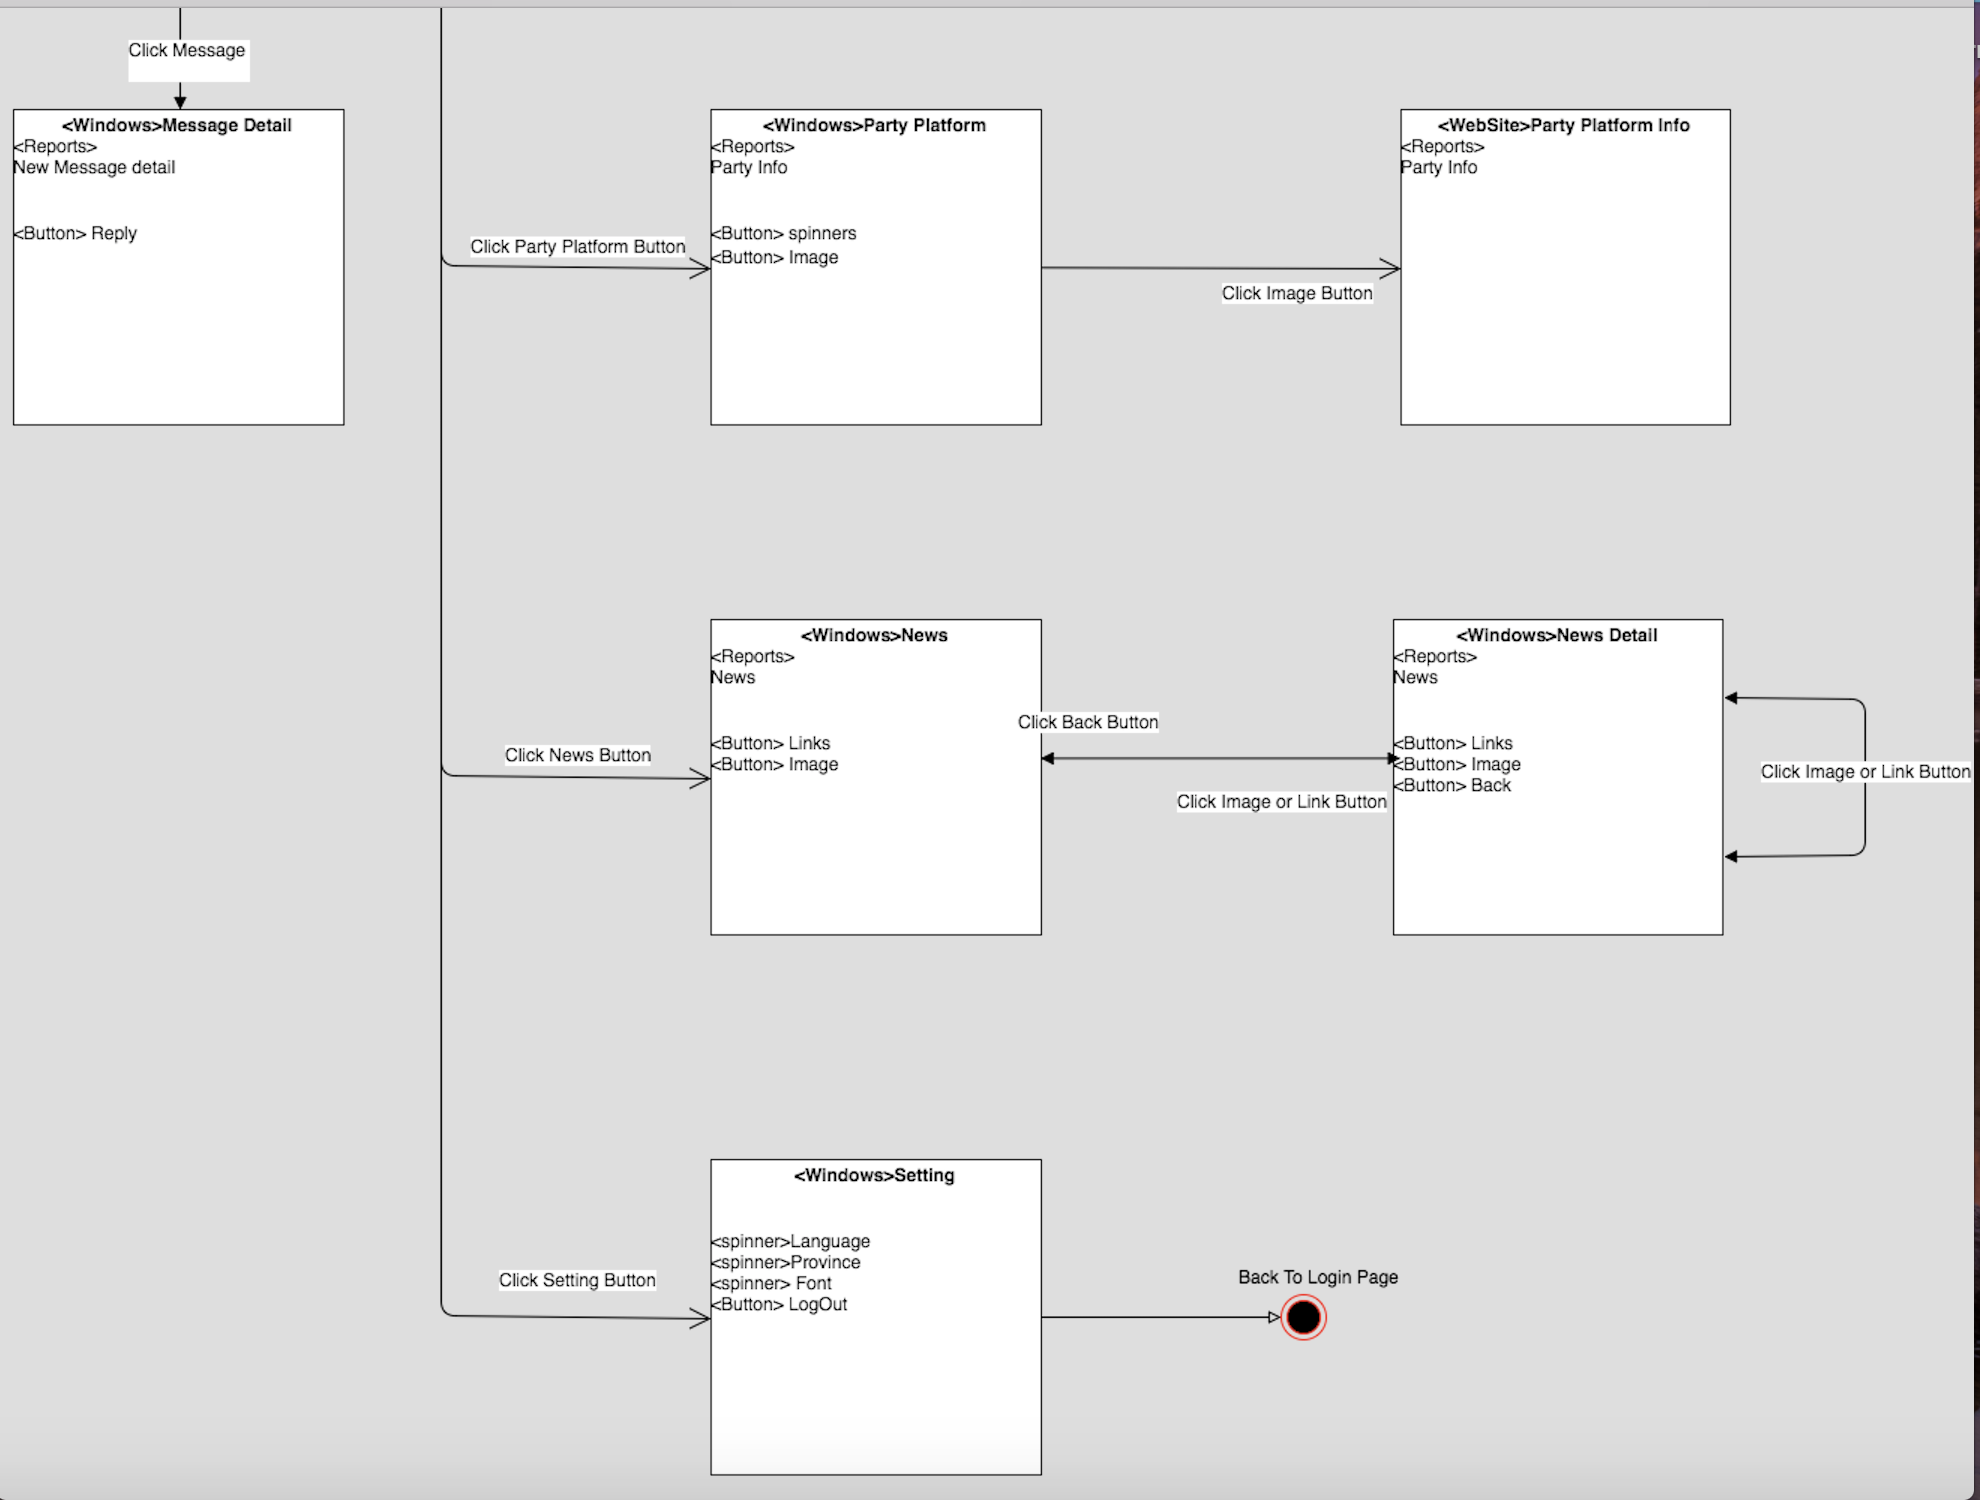 Click Message
<Windows>Message Detail
<Reports>
New Message detail
<Button> Reply
Click Party Platform Button
<Windows>Party Platform
<Reports>
Party Info
<Button> spinners
<Button> Image
Click Image Button
<WebSite>Party Platform Info
<Reports>
Party Info
Click News Button
<Windows>News
<Reports>
News
<Button> Links
<Button> Image
Click Back Button
Click Image or Link Button
<Windows>News Detail
<Reports>
News
<Button> Links
<Button> Image
<Button> Back
Click Image or Link Button
Click Setting Button
<Windows>Setting
<spinner>Language
<spinner>Province
<spinner> Font
<Button> LogOut
Back To Login Page